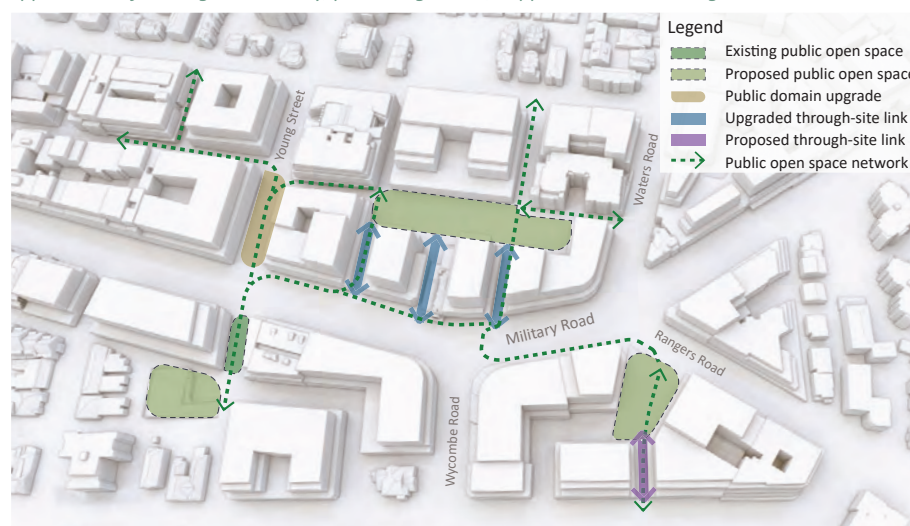 Legend
Existing public open space
Proposed public open space
Public domain upgrade
Upgraded through-site link
Proposed through-site link
Public open space network
Young Street
Waters Road
Military Road
Rangers Road
Wycombe Road